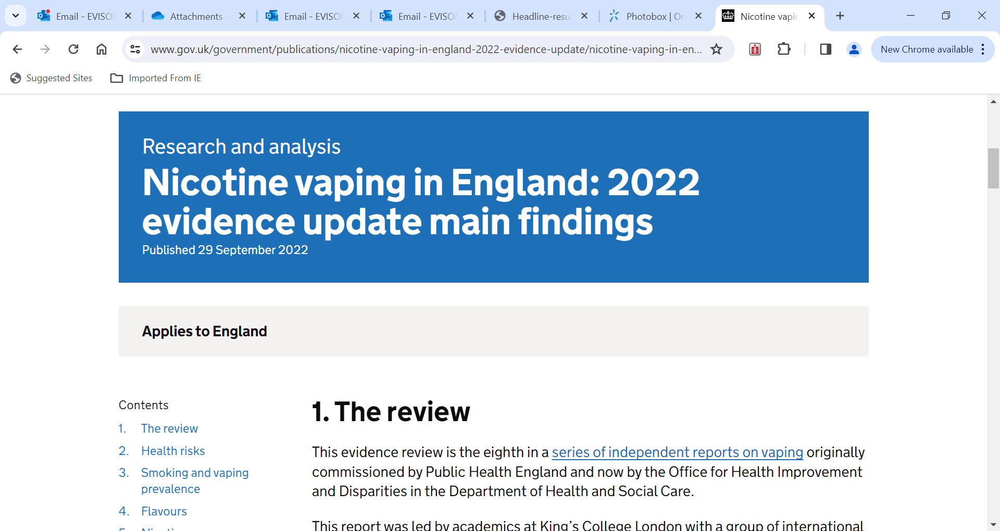 Email - EVISO
Attachments -
Email - EVISO
Email - EVISO
Headline-resu
Photobox | On
Nicotine vapin
www.gov.uk/government/publications/nicotine-vaping-in-england-2022-evidence-update/nicotine-vaping-in-en...
New Chrome available
Suggested Sites
Imported From IE
Research and analysis
Nicotine vaping in England: 2022
evidence update main findings
Published 29 September 2022
Applies to England
Contents
1. The review
2. Health risks
3. Smoking and vaping
prevalence
4. Flavours
1. The review
This evidence review is the eighth in a series of independent reports on vaping originally
commissioned by Public Health England and now by the Office for Health Improvement
and Disparities in the Department of Health and Social Care.
This report was led by academics at King's College London with a group of international